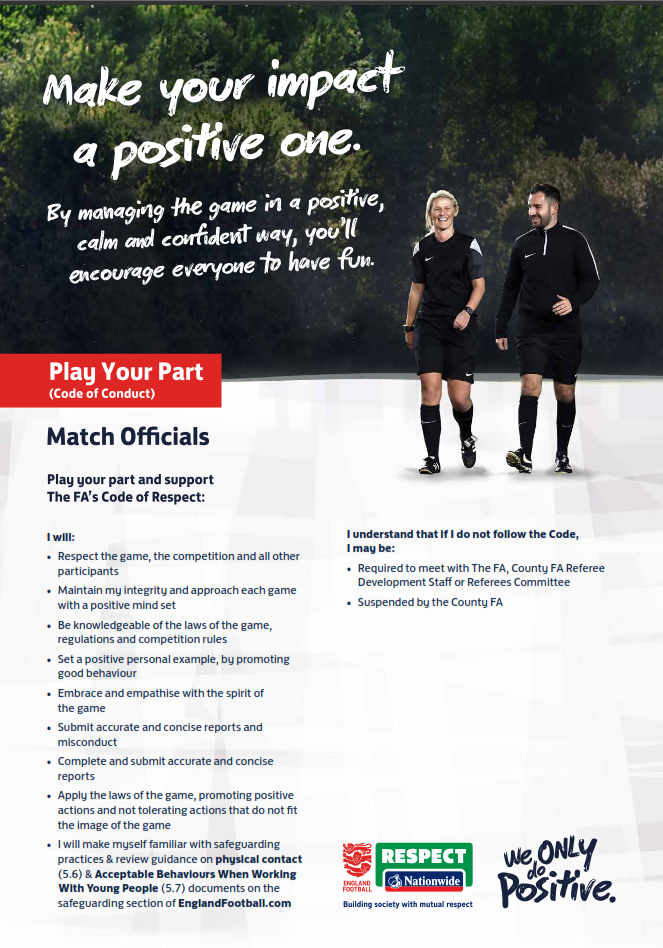 Make your impact
a positive one.
By managing the game in a positive,
calm and confident way, you'll
encourage everyone to have fun.
Play Your Part
(Code of Conduct)
Match Officials
Play your part and support
The FA's Code of Respect:
I will:
• Respect the game, the competition and all other
participants
• Maintain my integrity and approach each game
with a positive mind set
• Be knowledgeable of the laws of the game,
regulations and competition rules
• Set a positive personal example, by promoting
good behaviour
• Embrace and empathise with the spirit of
the game
• Submit accurate and concise reports and
misconduct
• Complete and submit accurate and concise
reports
• Apply the laws of the game, promoting positive
actions and not tolerating actions that do not fit
the image of the game
• I will make myself familiar with safeguarding
practices & review guidance on physical contact
(5.6) & Acceptable Behaviours When Working
With Young People (5.7) documents on the
safeguarding section of EnglandFootball.com
I understand that if I do not follow the Code,
I may be:
• Required to meet with The FA, County FA Referee
Development Staff or Referees Committee
• Suspended by the County FA
ENGLAND
FOOTBALL
RESPECT
Nationwide
Building society with mutual respect
we ONLY
do
Positive.